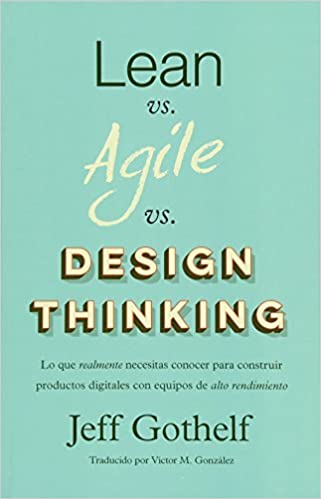 Lean
vs.
Agile
vs.
DESIGN
THINKING
Lo que realmente necesitas conocer para construir
productos digitales con equipos de alto rendimiento
Jeff Gothelf
Traducido por Victor M. González